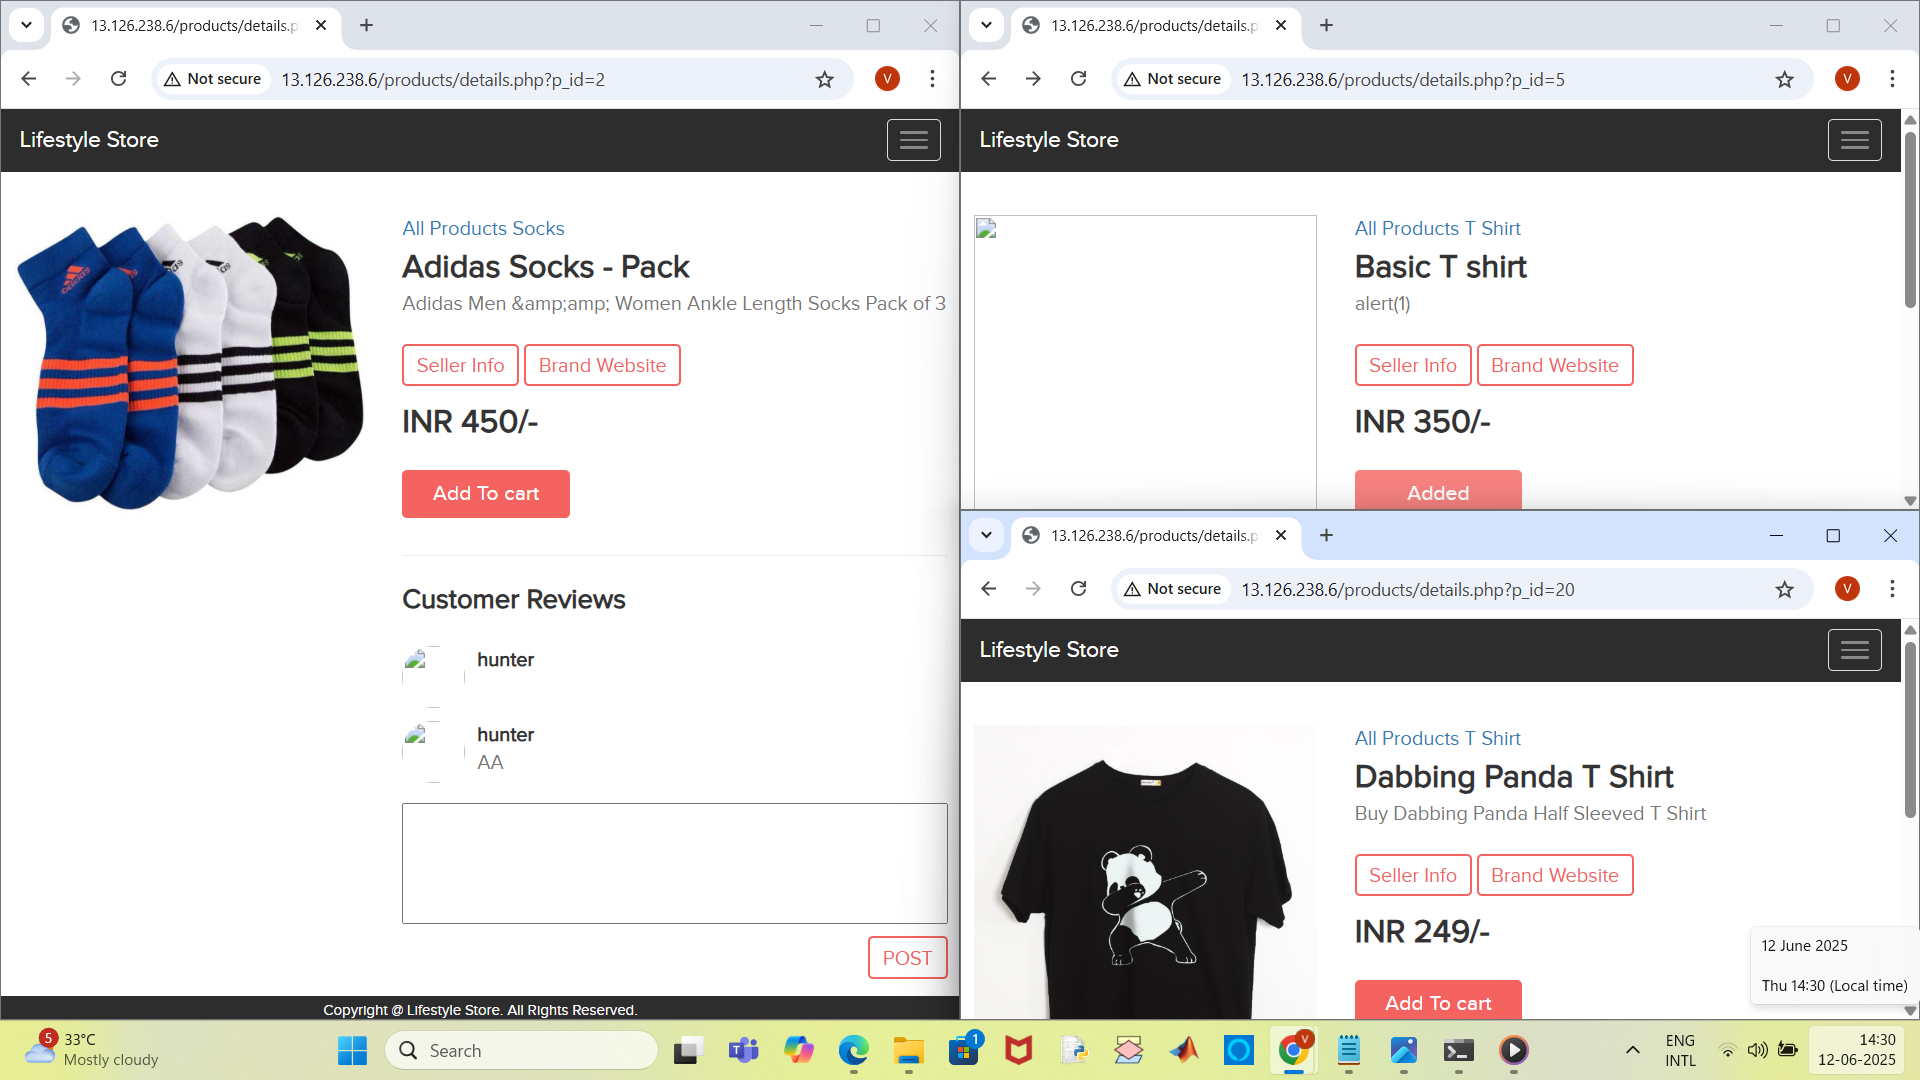 13.126.238.6/products/details.p
Not secure
13.126.238.6/products/details.php?p_id=2
V
Lifestyle Store
adidas
All Products Socks
Adidas Socks - Pack
Adidas Men &amp;amp; Women Ankle Length Socks Pack of 3
Seller Info
Brand Website
INR 450/-
Add To cart
Customer Reviews
hunter
hunter
AA
POST
Copyright @ Lifestyle Store. All Rights Reserved.
13.126.238.6/products/details.p
Not secure
13.126.238.6/products/details.php?p_id=5
V
Lifestyle Store
All Products T Shirt
Basic T shirt
alert(1)
Seller Info
Brand Website
INR 350/-
Added
13.126.238.6/products/details.p
Not secure
13.126.238.6/products/details.php?p_id=20
V
Lifestyle Store
All Products T Shirt
Dabbing Panda T Shirt
Buy Dabbing Panda Half Sleeved T Shirt
Seller Info
Brand Website
INR 249/-
Add To cart
12 June 2025
Thu 14:30 (Local time)
5
33°C
Mostly cloudy
Search
1
V
ENG
INTL
14:30
12-06-2025